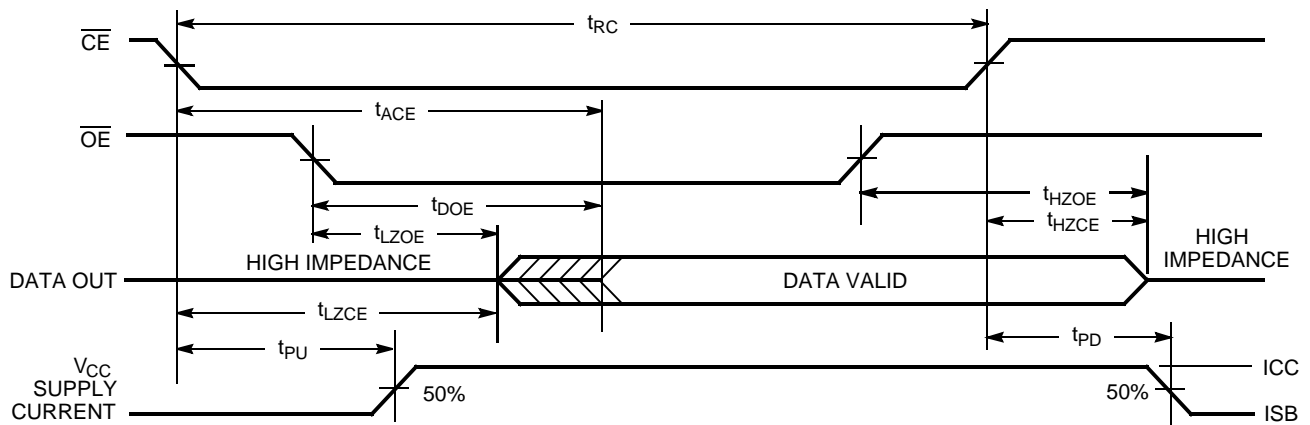 tRC
CE
tACE
OE
tDOE
tHZOE
tHZCE
tLZOE
HIGH IMPEDANCE
HIGH
IMPEDANCE
DATA OUT
DATA VALID
tLZCE
tPU
tPD
VCC
SUPPLY
CURRENT
50%
50%
ICC
ISB